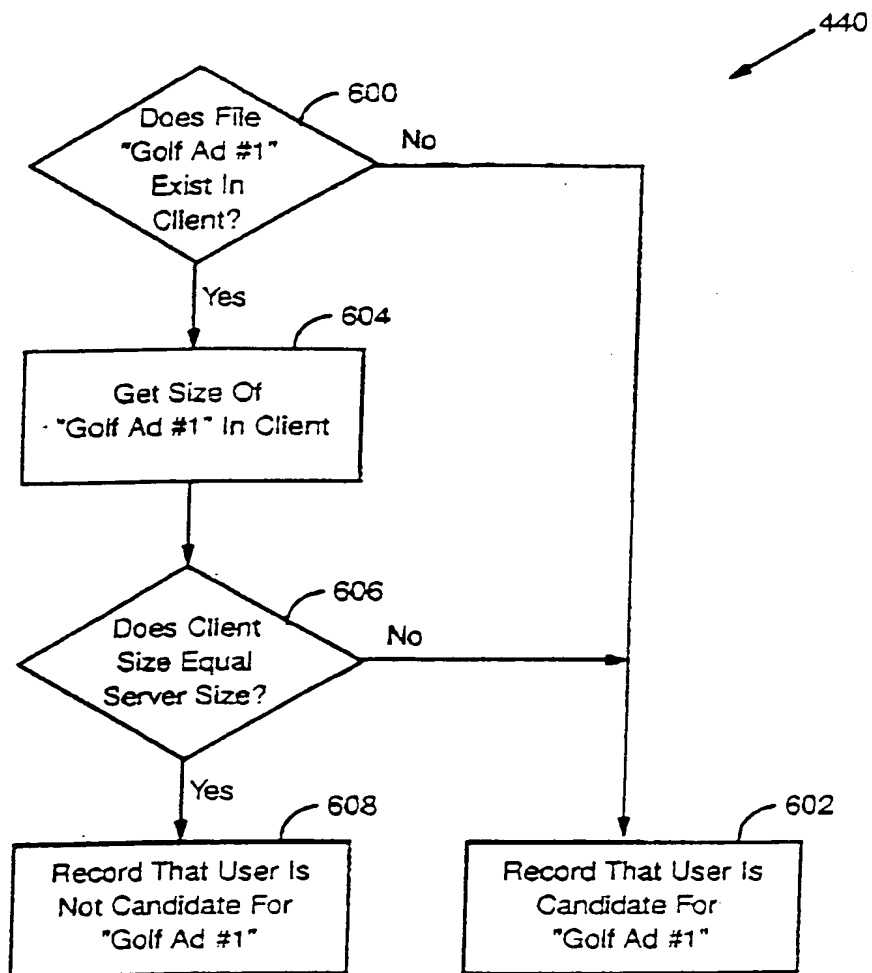 440
600
Does File
"Golf Ad #1"
Exist In
Client?
No
Yes
604
Get Size Of
"Golf Ad #1" In Client
606
Does Client
Size Equal
Server Size?
No
Yes
608
Record That User Is
Not Candidate For
"Golf Ad #1"
602
Record That User Is
Candidate For
"Golf Ad #1"